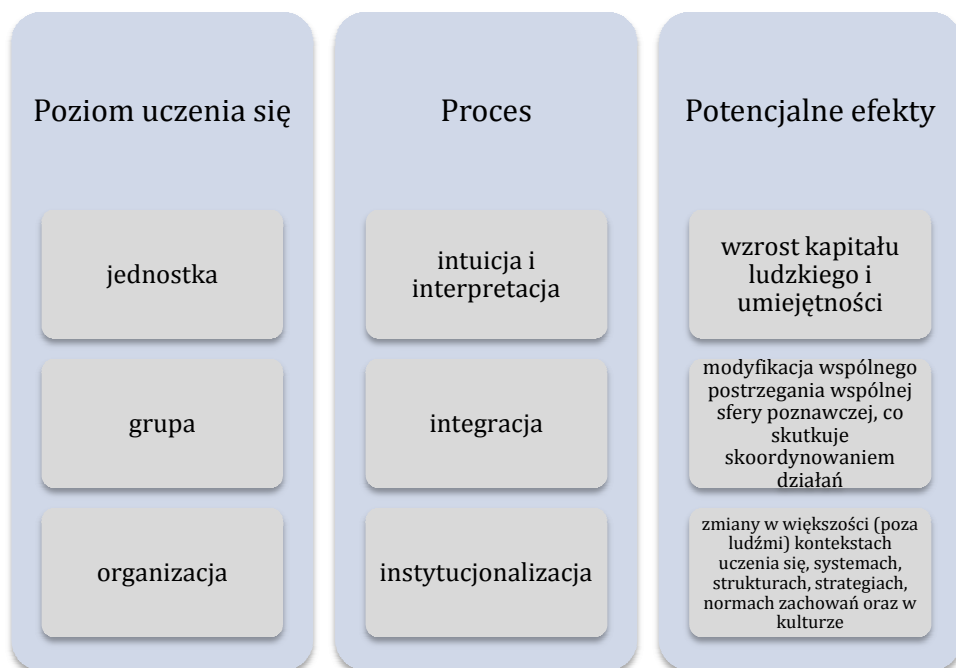 Poziom uczenia się
jednostka
grupa
organizacja
Proces
intuicja i
interpretacja
integracja
instytucjonalizacja
Potencjalne efekty
wzrost kapitału
ludzkiego i
umiejętności
modyfikacja wspólnego
postrzegania wspólnej
sfery poznawczej, co
skutkuje
skoordynowaniem
działań
zmiany w większości (poza
ludźmi) kontekstach
uczenia się, systemach,
strukturach, strategiach,
normach zachowań oraz w
kulturze